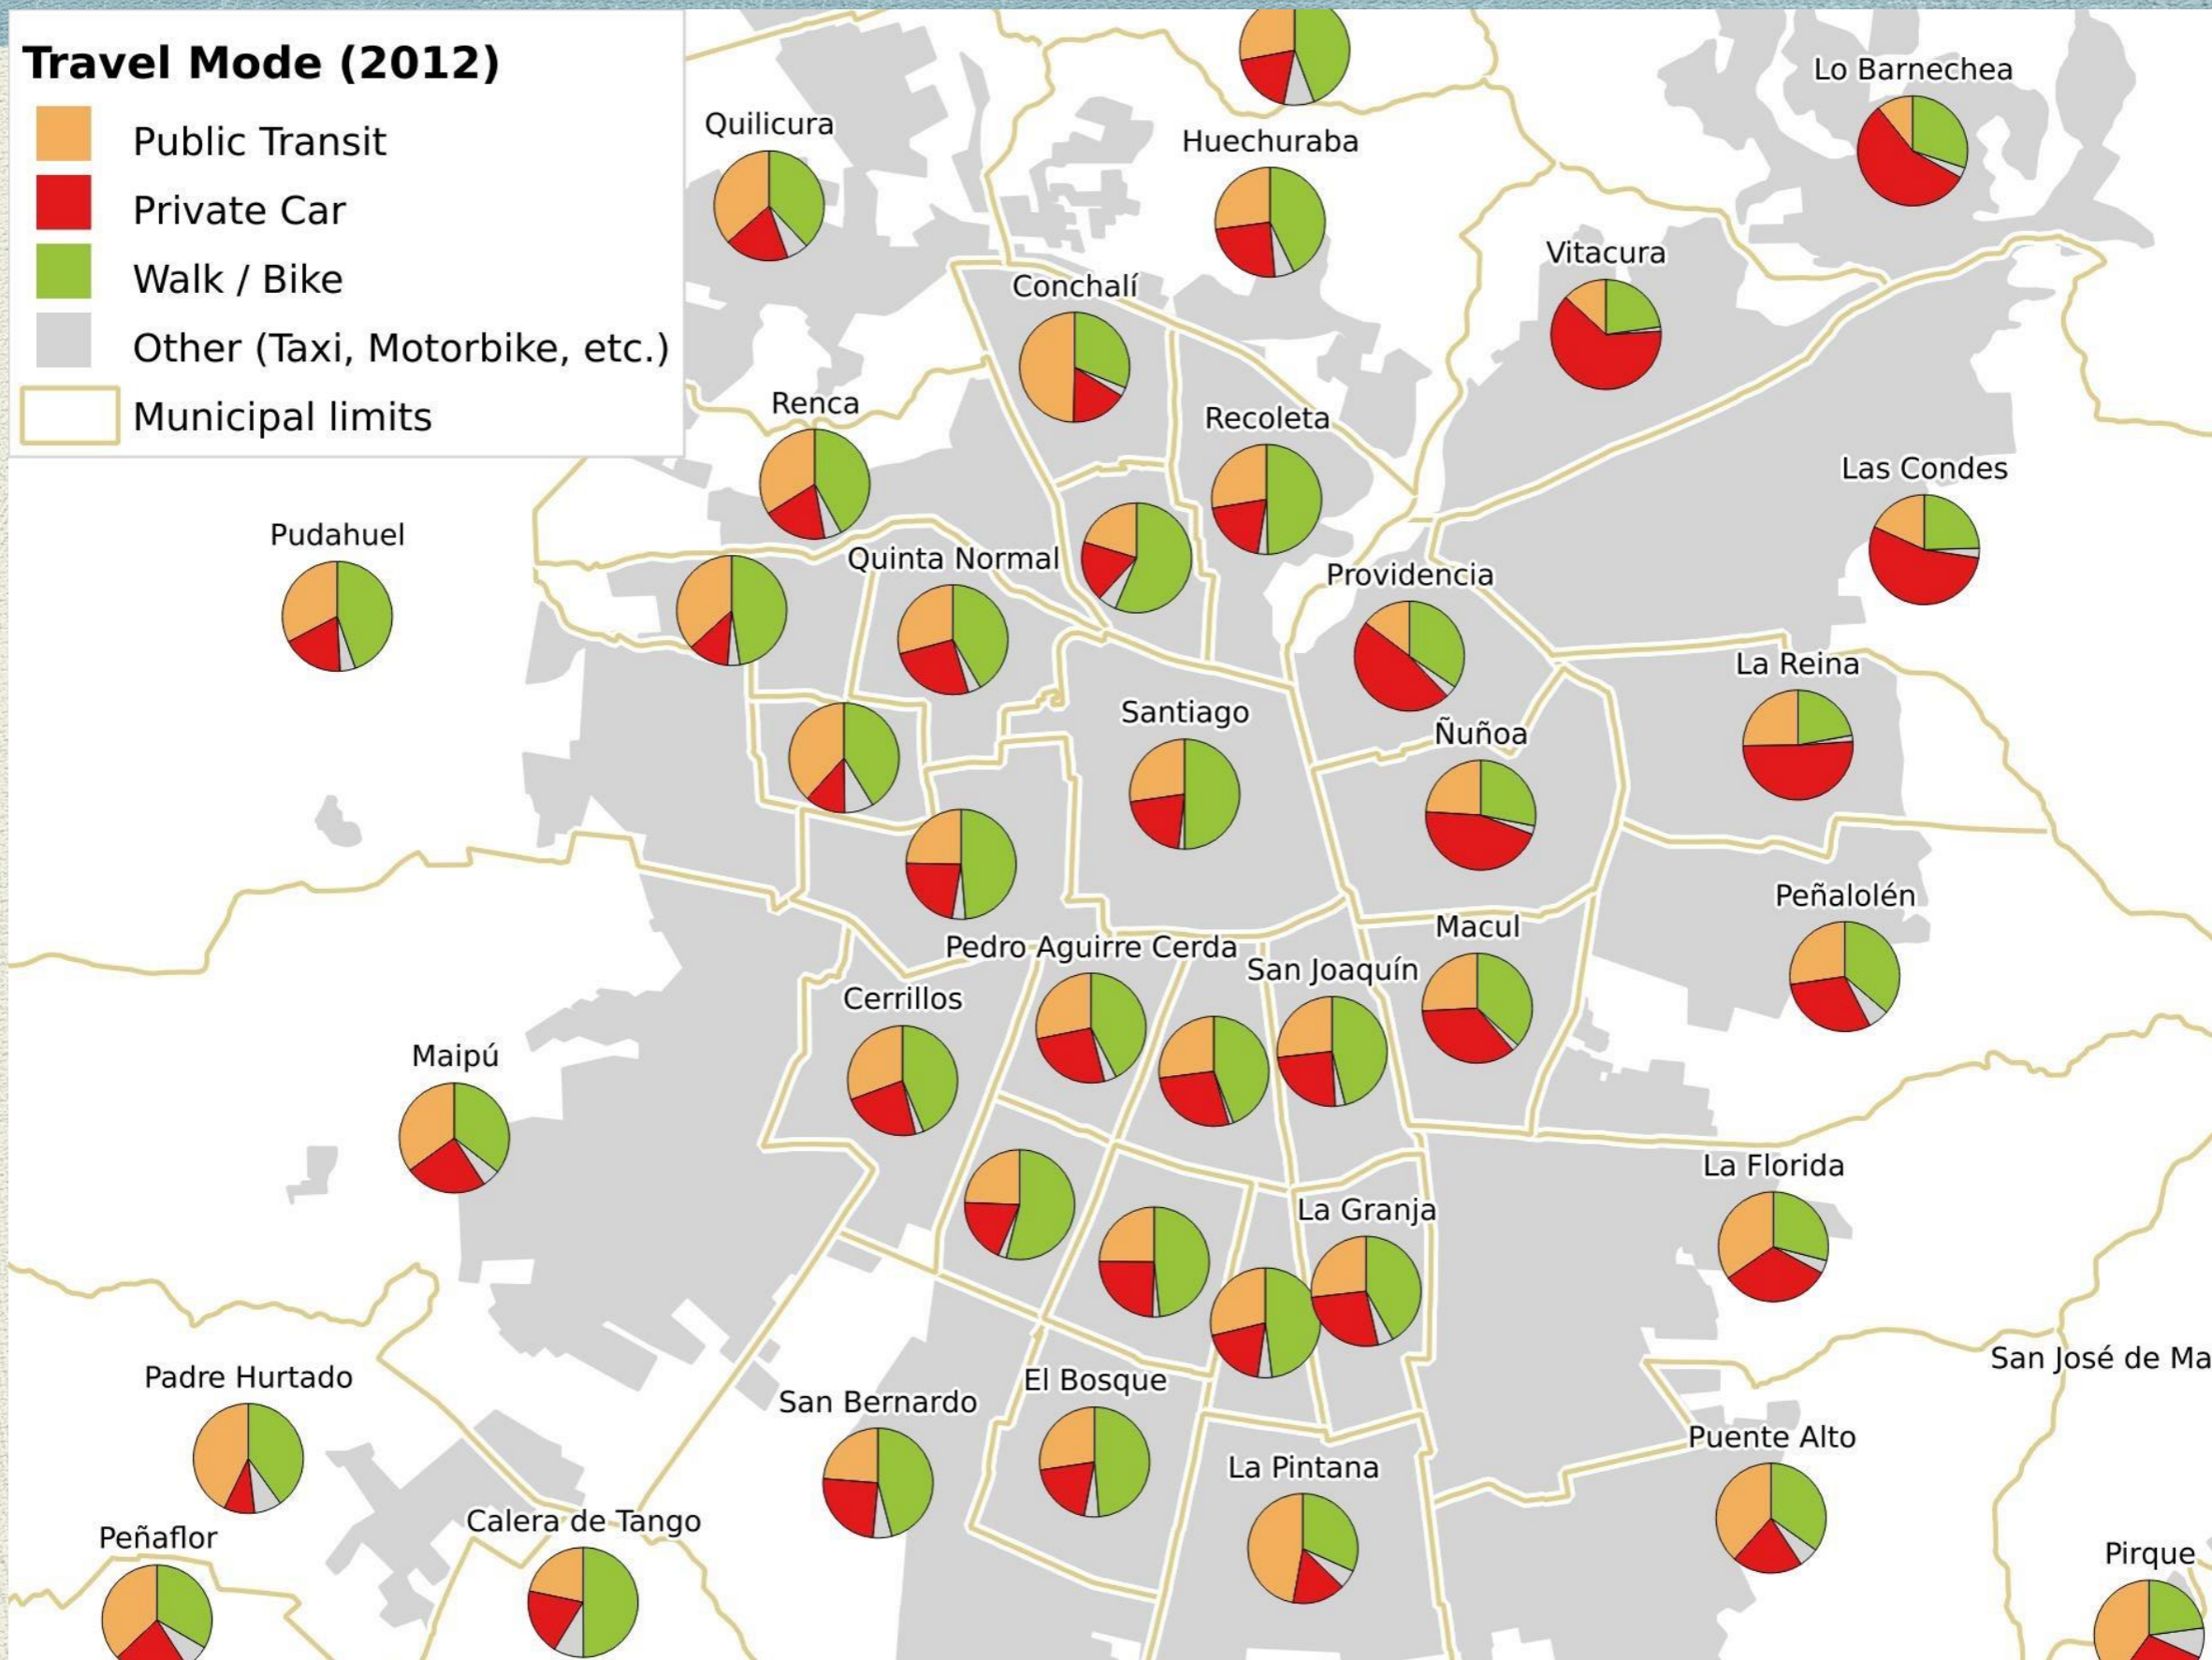 Travel Mode (2012)
Public Transit
Private Car
Walk / Bike
Other (Taxi, Motorbike, etc.)
Municipal limits
Lo Barnechea
Quilicura
Huechuraba
Vitacura
Conchalí
Renca
Recoleta
Las Condes
Pudahuel
Quinta Normal
Providencia
La Reina
Santiago
Ñuñoa
Peñalolén
Macul
Pedro Aguirre Cerda
San Joaquín
Cerrillos
Maipú
La Florida
La Granja
San José de Ma
Padre Hurtado
El Bosque
San Bernardo
Puente Alto
La Pintana
Calera de Tango
Peñaflor
Pirque